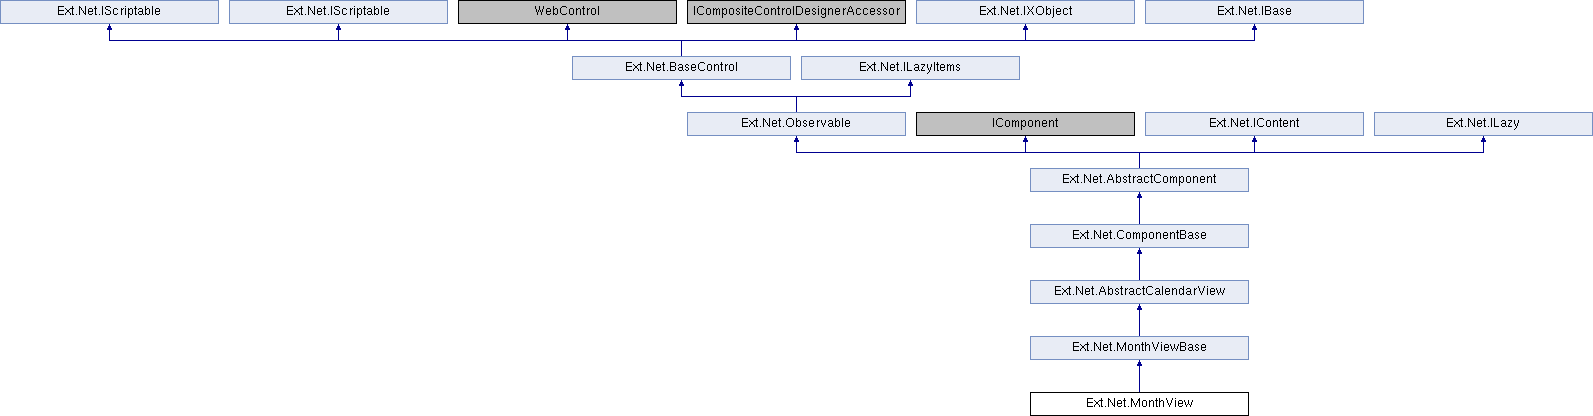 Ext.Net.IScriptable
Ext.Net.IScriptable
WebControl
ICompositeControlDesignerAccessor
Ext.Net.IXObject
Ext.Net.IBase
Ext.Net.BaseControl
Ext.Net.ILazyItems
Ext.Net.Observable
IComponent
Ext.Net.IContent
Ext.Net.ILazy
Ext.Net.AbstractComponent
Ext.Net.ComponentBase
Ext.Net.AbstractCalendarView
Ext.Net.MonthViewBase
Ext.Net.MonthView